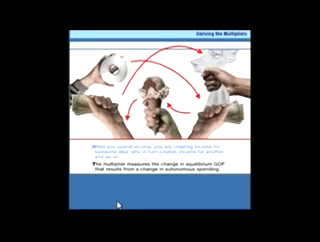 Deriving the Multipliers
When you spend income, you are creating income for
someone else, who in turn creates income for another
and so on
The multiplier measures the change in equilibrium GDP
that results from a change in autonomous spending.